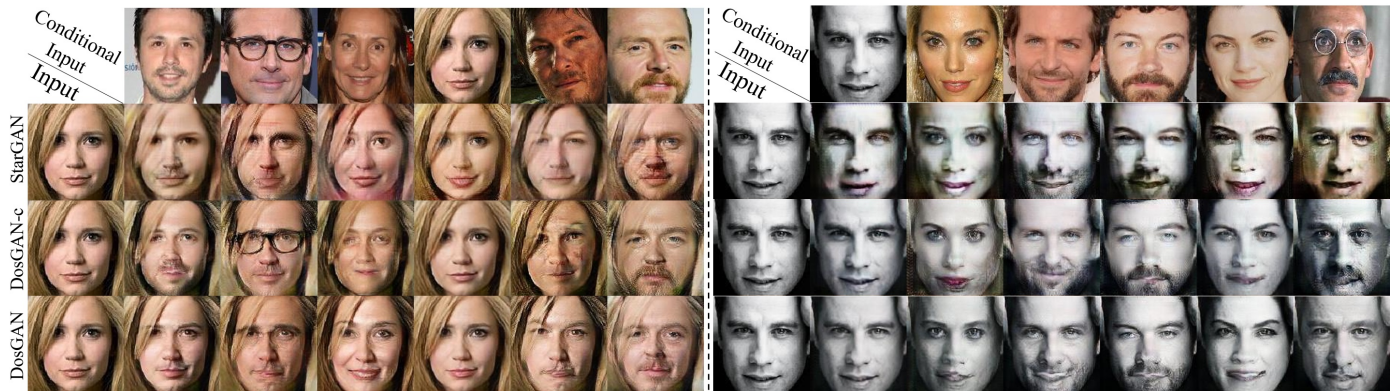 Conditional
Input
Input
Conditional
Input
Input
StarGAN
DosGAN-c
DosGAN